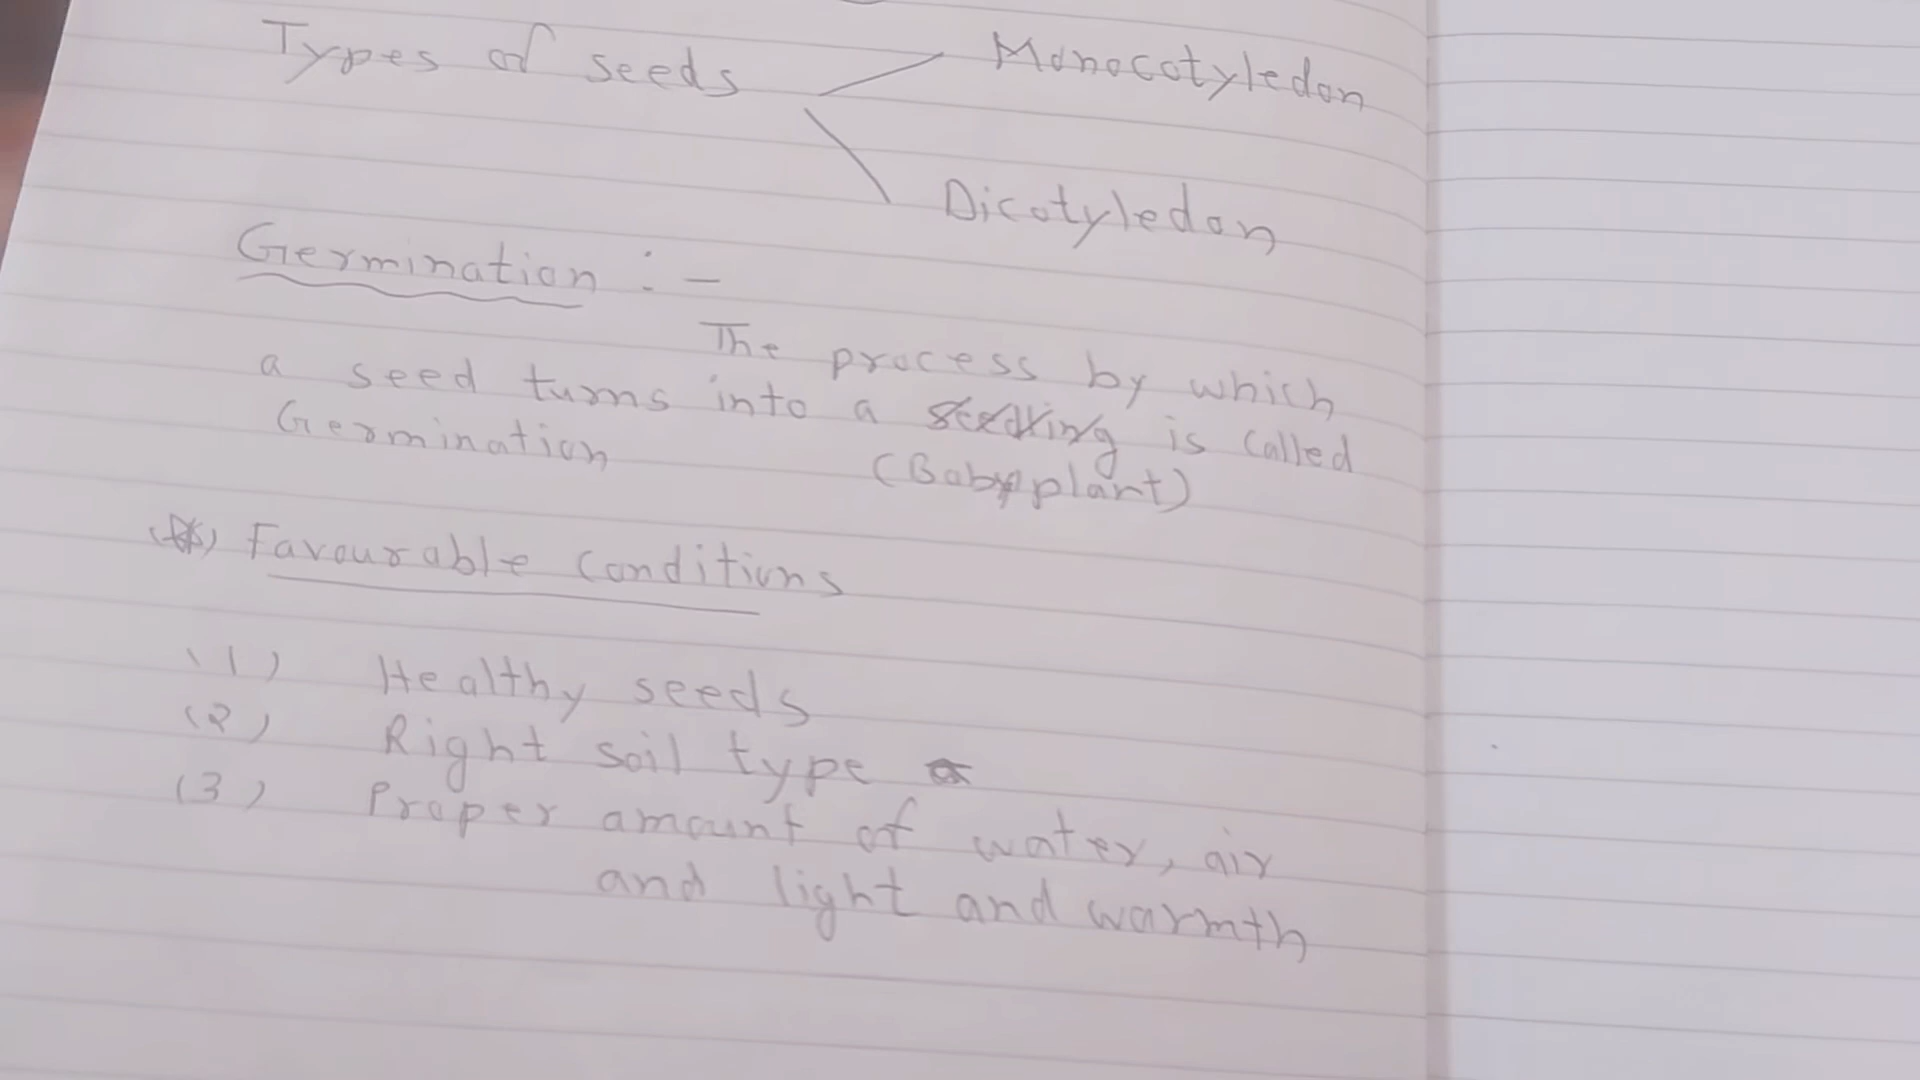 Types of seeds Monocotyledon
Dicotyledon
Germination :-
The process by which
a seed turns into a seedling is called
Germination (Baby plant)
(*) Favourable conditions
(1) Healthy seeds
(2) Right soil type
(3) Proper amount of water, air
and light and warmth